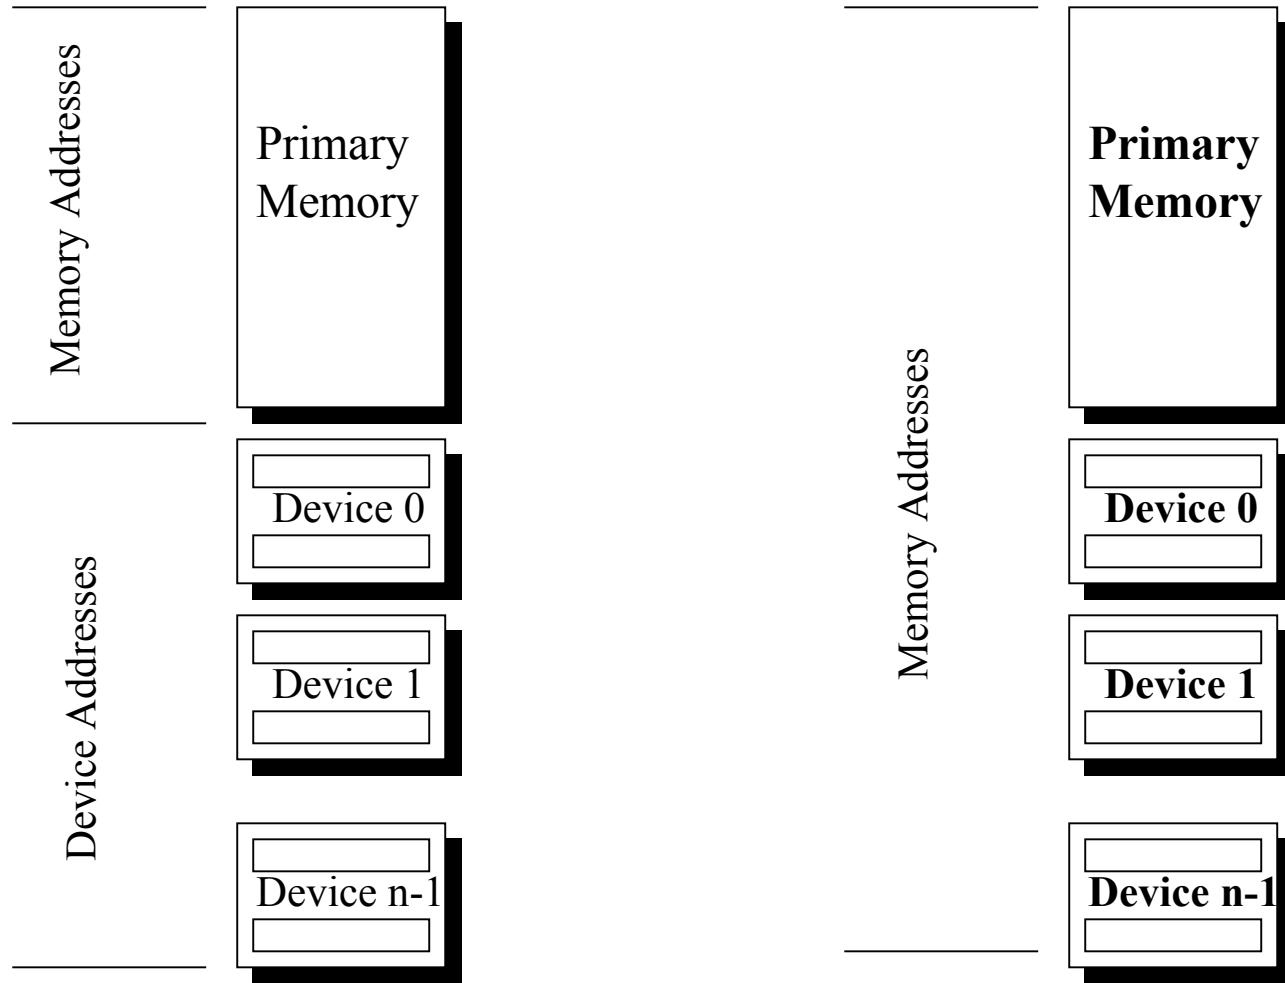 Memory Addresses
Primary
Memory
Device Addresses
Device 0
Device 1
Device n-1
Memory Addresses
Primary
Memory
Device 0
Device 1
Device n-1